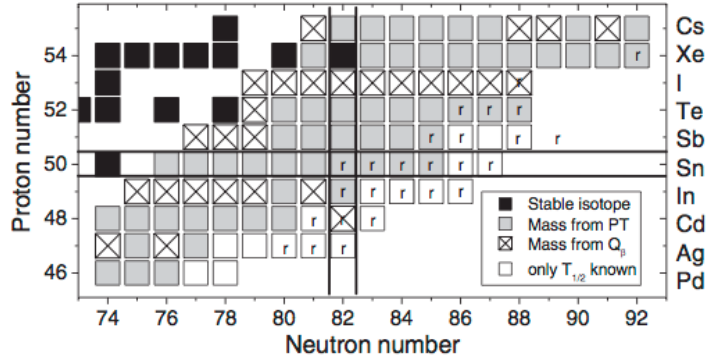 Cs
54 r Xe
r I
52 r r r Te
r r r r Sb
50 r r r r r r Sn
r r r r r In
48 r r r Cd
r r r Ag
46 Pd
Proton number
Stable isotope
Mass from PT
Mass from Qβ
only T1/2 known
74 76 78 80 82 84 86 88 90 92
Neutron number